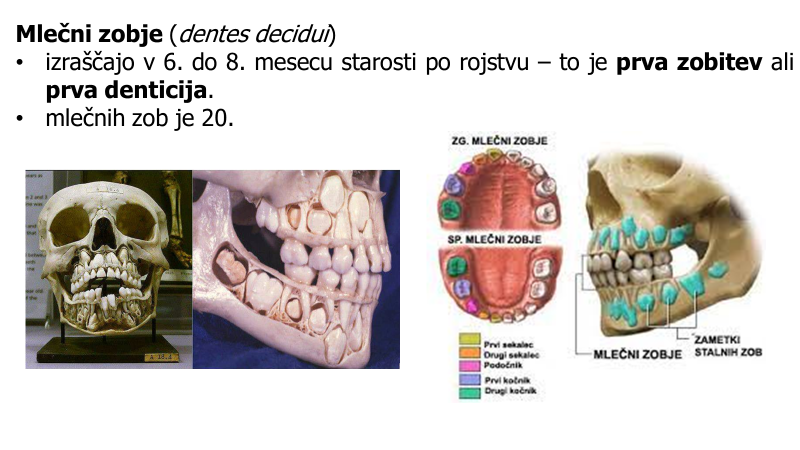 Mlečni zobje (dentes decidui)
• izraščajo v 6. do 8. mesecu starosti po rojstvu – to je prva zobitev ali
prva denticija.
• mlečnih zob je 20.
ZG. MLEČNI ZOBJE
SP. MLEČNI ZOBJE
Prvi sekalec
Drugi sekalec
Podočnik
Prvi kočnik
Drugi kočnik
MLEČNI ZOBJE
ZAMETKI
STALNIH ZOB